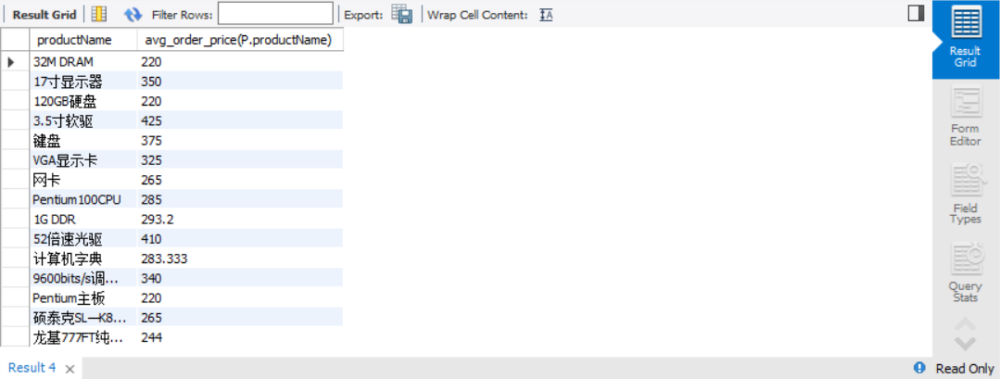 Result Grid Filter Rows: Export: Wrap Cell Content:
productName avg_order_price(P.productName)
32M DRAM 220
17寸显示器 350
120GB硬盘 220
3.5寸软驱 425
键盘 375
VGA显示卡 325
网卡 265
Pentium100CPU 285
1G DDR 293.2
52倍速光驱 410
计算机字典 283.333
9600bits/s调... 340
Pentium主板 220
硕泰克SL—K8... 265
龙基777FT纯... 244
Result
Grid
Form
Editor
Field
Types
Query
Stats
Result 4 Read Only